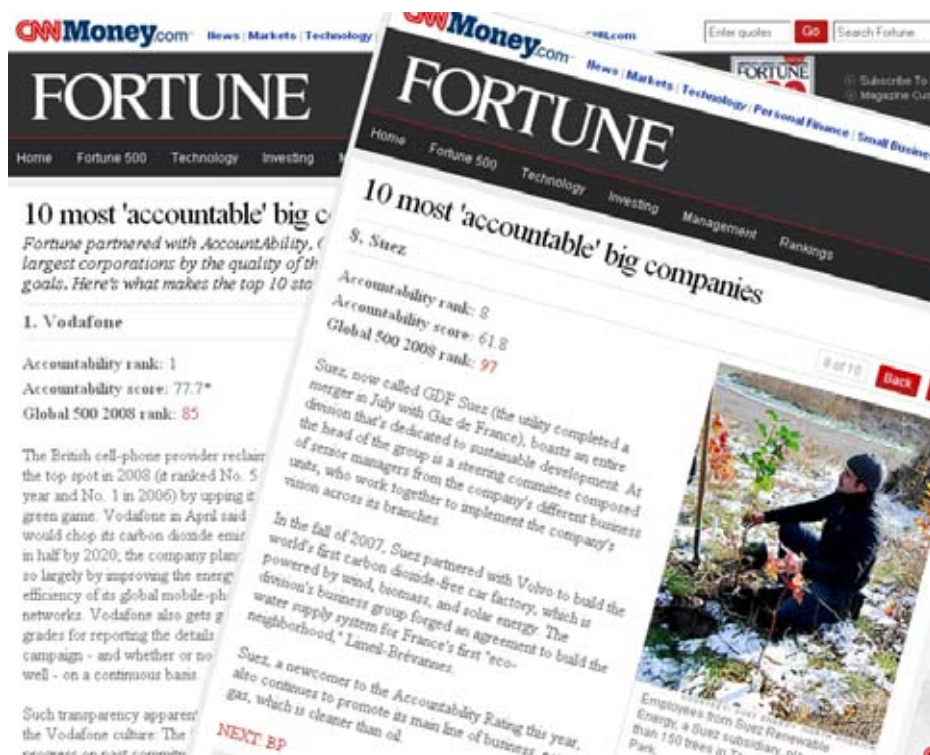 CNNMoney.com News | Markets | Technology
FORTUNE
Home Fortune 500 Technology Investing
10 most 'accountable' big
Fortune partnered with AccountAbility,
largest corporations by the quality of
goals. Here's what makes the top 10
1. Vodafone
Accountability rank: 1
Accountability score: 77.7*
Global 500 2008 rank: 85
The British cell-phone provider
the top spot in 2008 (it ranked No. 5
year and No. 1 in 2006) by upping
green game. Vodafone in April said
would chop its carbon dioxide
in half by 2020; the company
so largely by improving the
efficiency of its global
networks. Vodafone also gets
grades for reporting the details
campaign - and whether or
well - on a continuous basis.
Such transparency
the Vodafone culture. The
progress on past
Enter quotes Go Search Fortune
FORTUNE
Subscribe To
Magazine
CNNMoney.com
News | Markets | Technology | Personal Finance | Small
FORTUNE
Home Fortune 500 Technology Investing Management Rankings
10 most 'accountable' big companies
8. Suez
Accountability rank: 8
Accountability score: 61.8
Global 500 2008 rank: 97
8 of 10 Back
Suez, now called GDF Suez (the utility completed a
merger in July with Gaz de France), boasts an entire
division that's dedicated to sustainable development. At
the head of the group is a steering committee composed
of senior managers from the company's different business
units, who work together to implement the company's
vision across its branches.
In the fall of 2007, Suez partnered with Volvo to build the
world's first carbon dioxide-free car factory, which is
powered by wind, biomass, and solar energy. The
division's business group forged an agreement to build the
water supply system for France's first "eco-
neighborhood," Limeil-Brévannes.
Suez, a newcomer to the Accountability Rating this year,
also continues to promote its main line of business,
gas, which is cleaner than oil.
NEXT: BP
Employees from Suez
Energy, a Suez subsidiary,
than 150 trees in
Park.